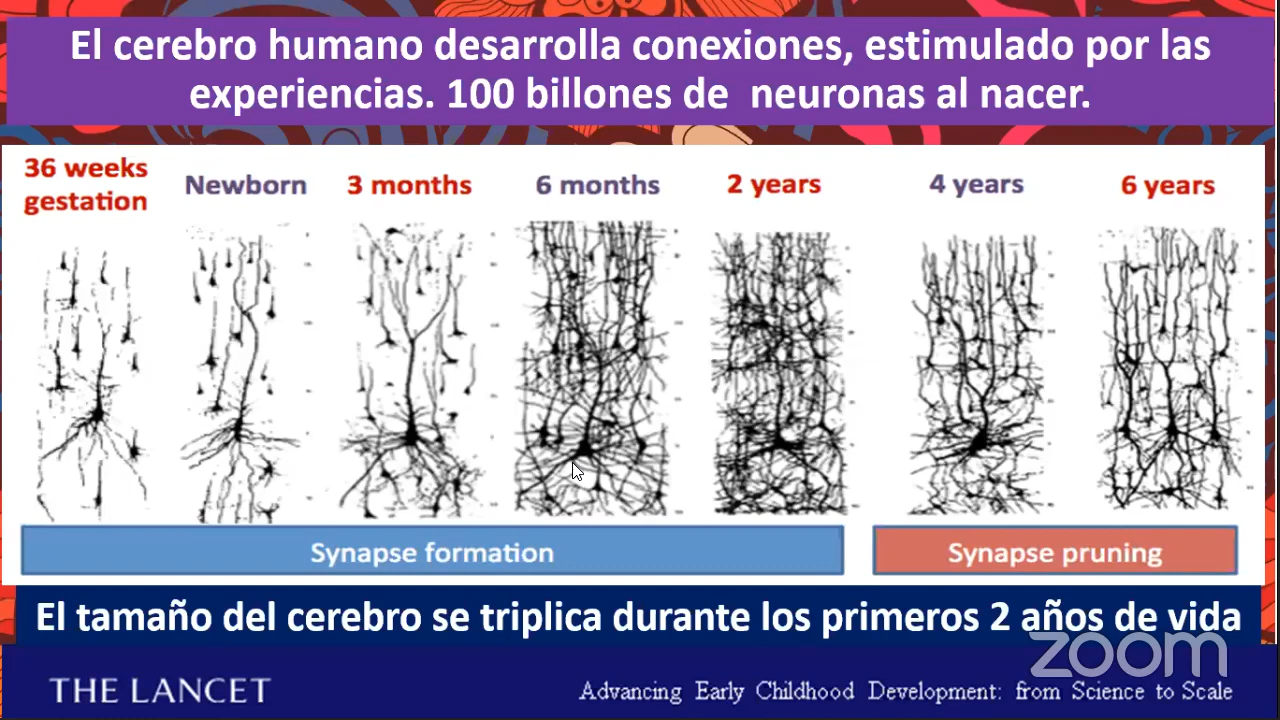 El cerebro humano desarrolla conexiones, estimulado por las
experiencias. 100 billones de neuronas al nacer.
36 weeks
gestation
Newborn
3 months
6 months
2 years
4 years
6 years
Synapse formation
Synapse pruning
El tamaño del cerebro se triplica durante los primeros 2 años de vida
zoom
THE LANCET
Advancing Early Childhood Development: from Science to Scale